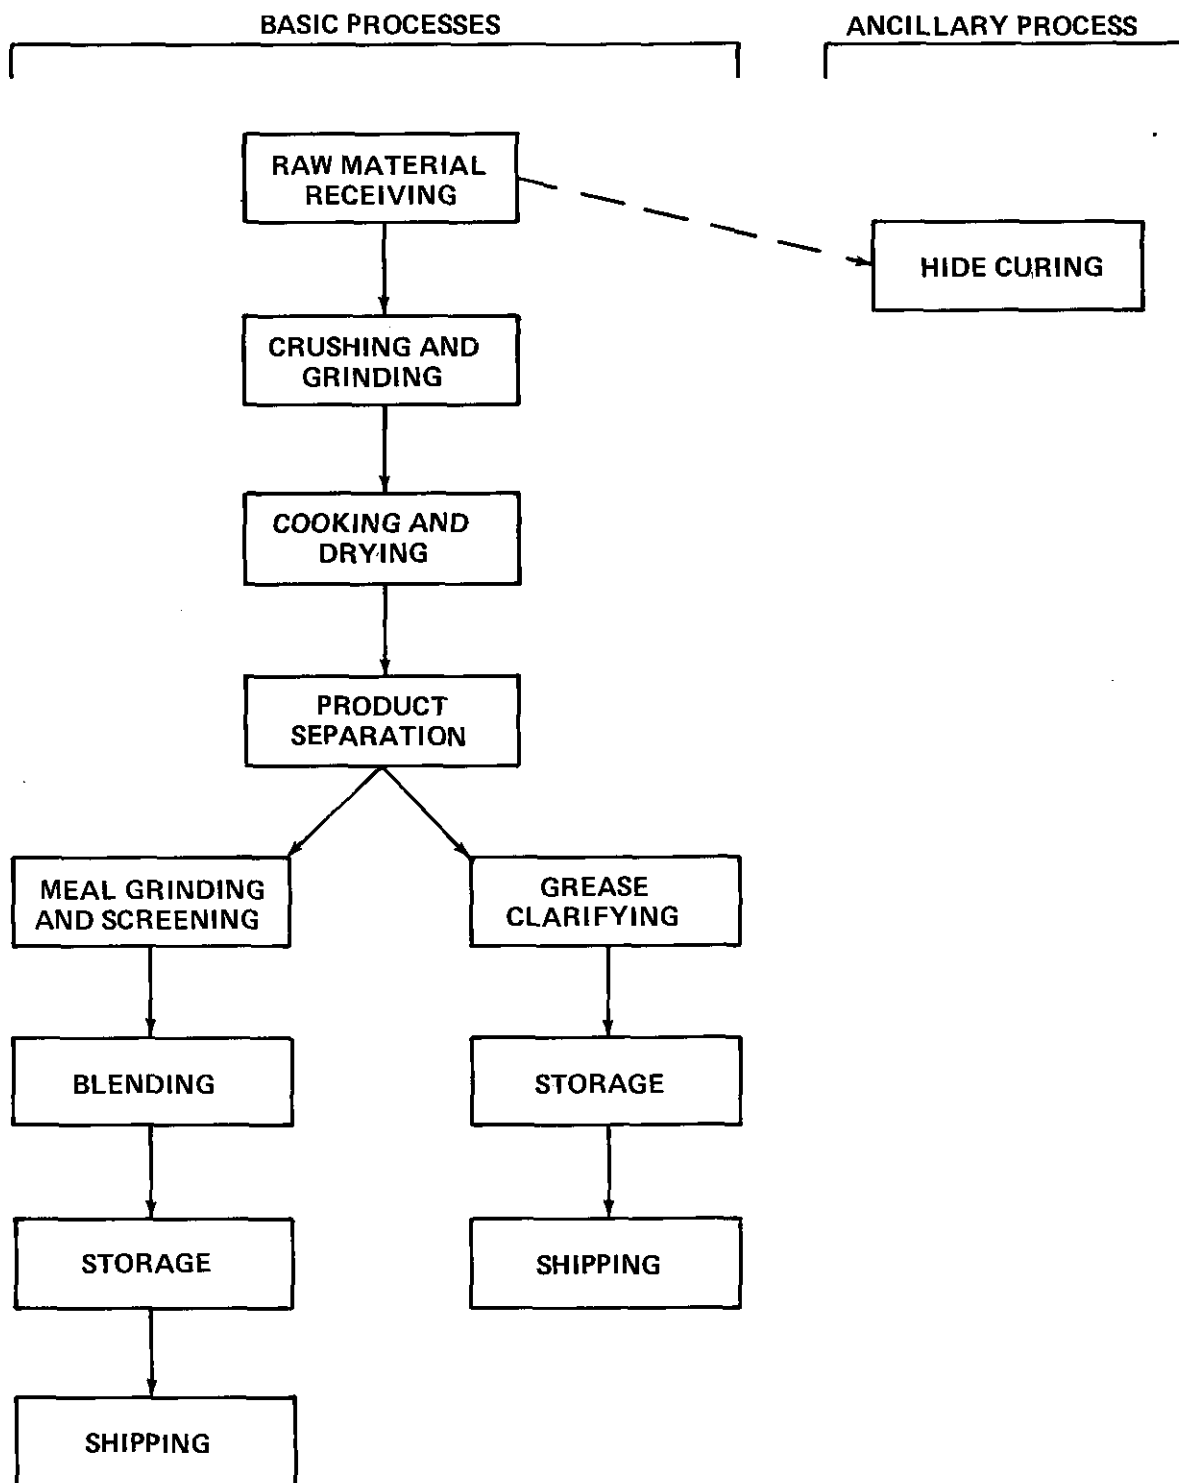 BASIC PROCESSES
ANCILLARY PROCESS
RAW MATERIAL
RECEIVING
HIDE CURING
CRUSHING AND
GRINDING
COOKING AND
DRYING
PRODUCT
SEPARATION
MEAL GRINDING
AND SCREENING
GREASE
CLARIFYING
BLENDING
STORAGE
STORAGE
SHIPPING
SHIPPING